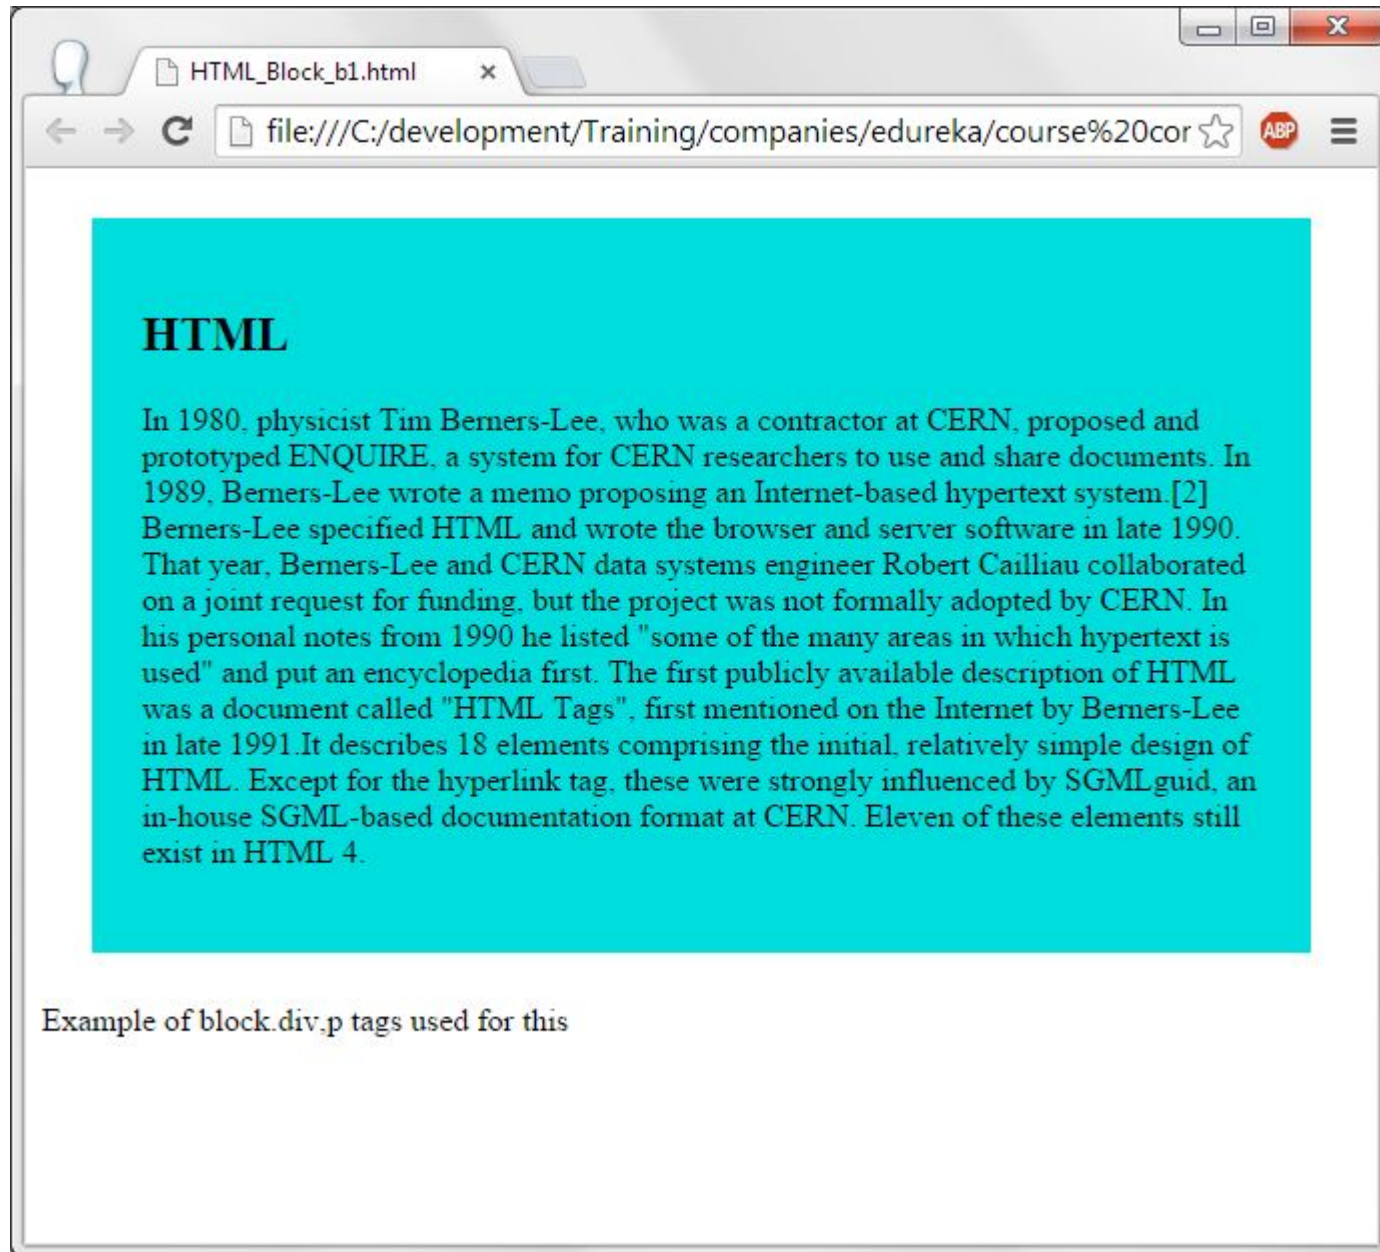 HTML_Block_b1.html
file:///C:/development/Training/companies/edureka/course%20cor
ABP
HTML
In 1980, physicist Tim Berners-Lee, who was a contractor at CERN, proposed and
prototyped ENQUIRE, a system for CERN researchers to use and share documents. In
1989, Berners-Lee wrote a memo proposing an Internet-based hypertext system.[2]
Berners-Lee specified HTML and wrote the browser and server software in late 1990.
That year, Berners-Lee and CERN data systems engineer Robert Cailliau collaborated
on a joint request for funding, but the project was not formally adopted by CERN. In
his personal notes from 1990 he listed "some of the many areas in which hypertext is
used" and put an encyclopedia first. The first publicly available description of HTML
was a document called "HTML Tags", first mentioned on the Internet by Berners-Lee
in late 1991.It describes 18 elements comprising the initial, relatively simple design of
HTML. Except for the hyperlink tag, these were strongly influenced by SGMLguid, an
in-house SGML-based documentation format at CERN. Eleven of these elements still
exist in HTML 4.
Example of block.div,p tags used for this